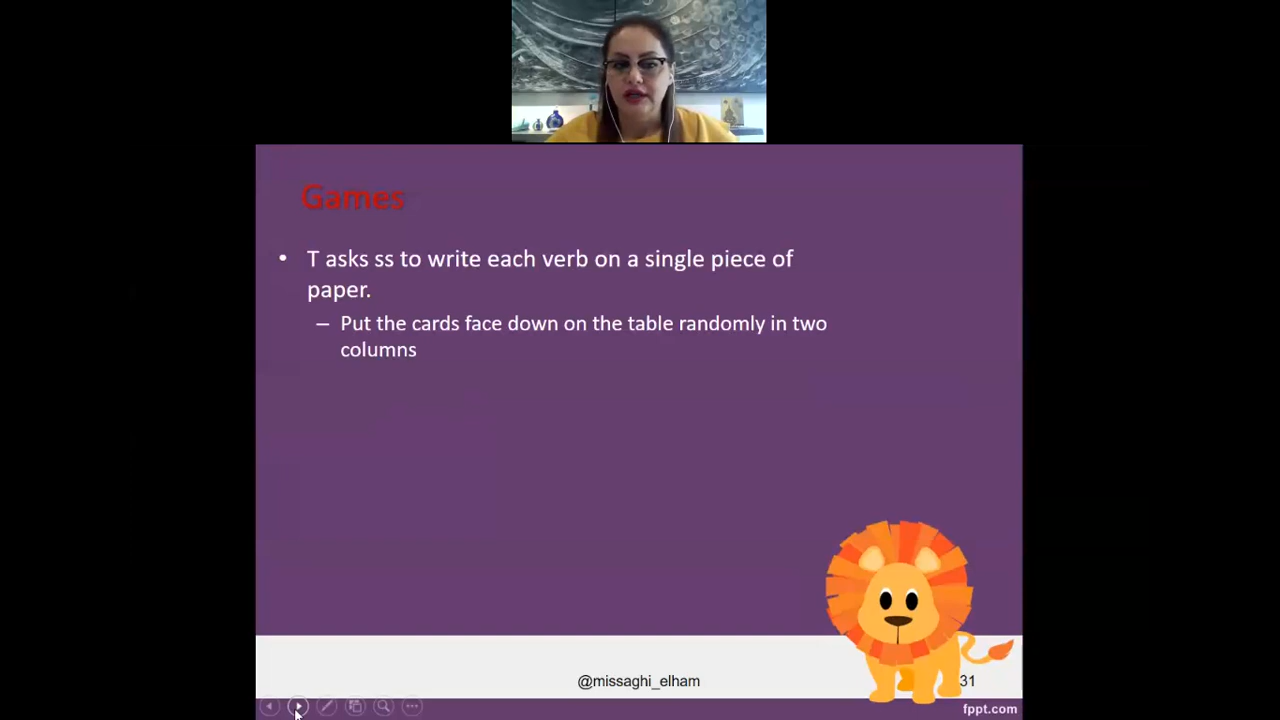 Games
• T asks ss to write each verb on a single piece of
paper.
– Put the cards face down on the table randomly in two
columns
@missaghi_elham
31
fppt.com